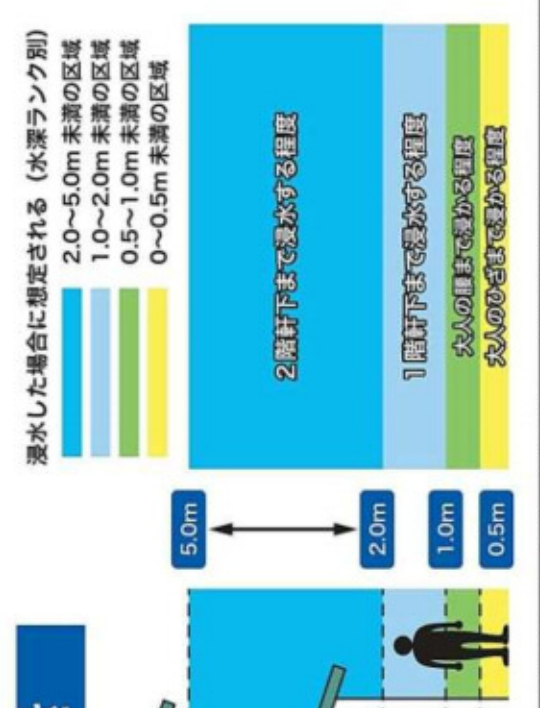 浸水した場合に想定される（水深ランク別）
2.0～5.0m 未満の区域
1.0～2.0m 未満の区域
0.5～1.0m 未満の区域
0～0.5m 未満の区域
2階軒下まで浸水する程度
1階軒下まで浸水する程度
大人の腰まで浸かる程度
大人のひざまで浸かる程度
5.0m
2.0m
1.0m
0.5m